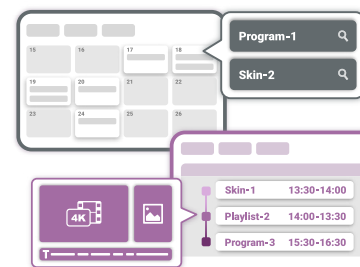 Program-1
15 16 17 18
Skin-2
19 20 21 22
23 24 25 26
Skin-1 13:30-14:00
4K
Playlist-2 14:00-13:30
T
Program-3 15:30-16:30